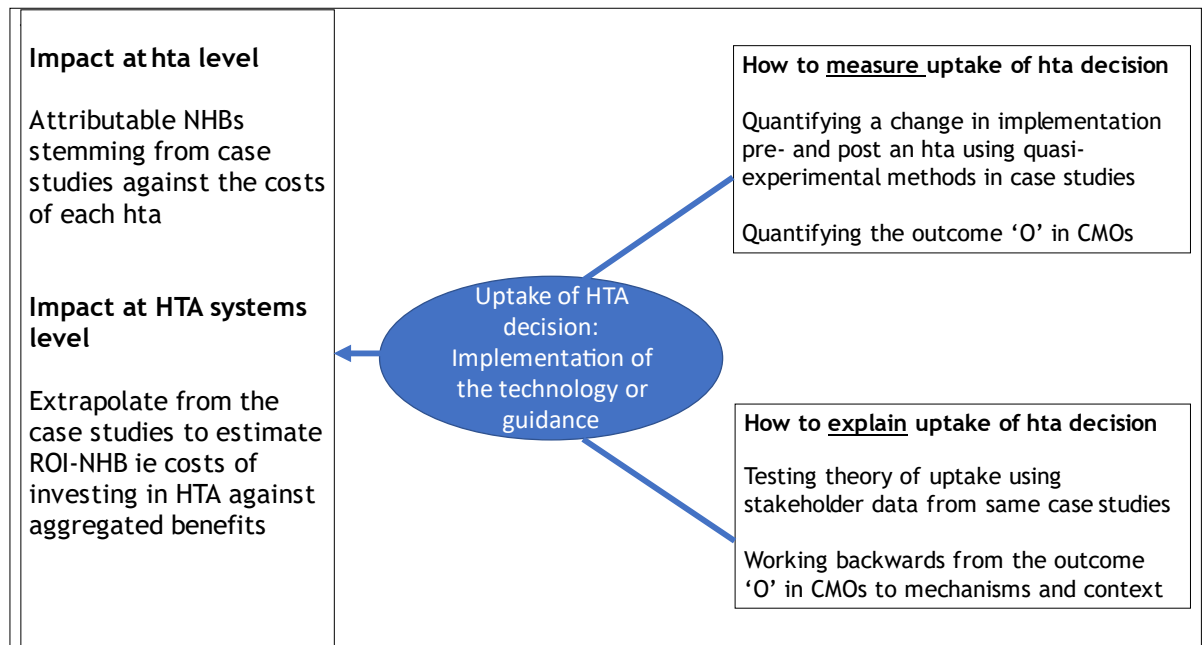 Impact at hta level
Attributable NHBs
stemming from case
studies against the costs
of each hta
Impact at HTA systems
level
Extrapolate from the
case studies to estimate
ROI-NHB ie costs of
investing in HTA against
aggregated benefits
Uptake of HTA
decision:
Implementation of
the technology or
guidance
How to measure uptake of hta decision
Quantifying a change in implementation
pre- and post an hta using quasi-
experimental methods in case studies
Quantifying the outcome ‘O’ in CMOs
How to explain uptake of hta decision
Testing theory of uptake using
stakeholder data from same case studies
Working backwards from the outcome
‘O’ in CMOs to mechanisms and context